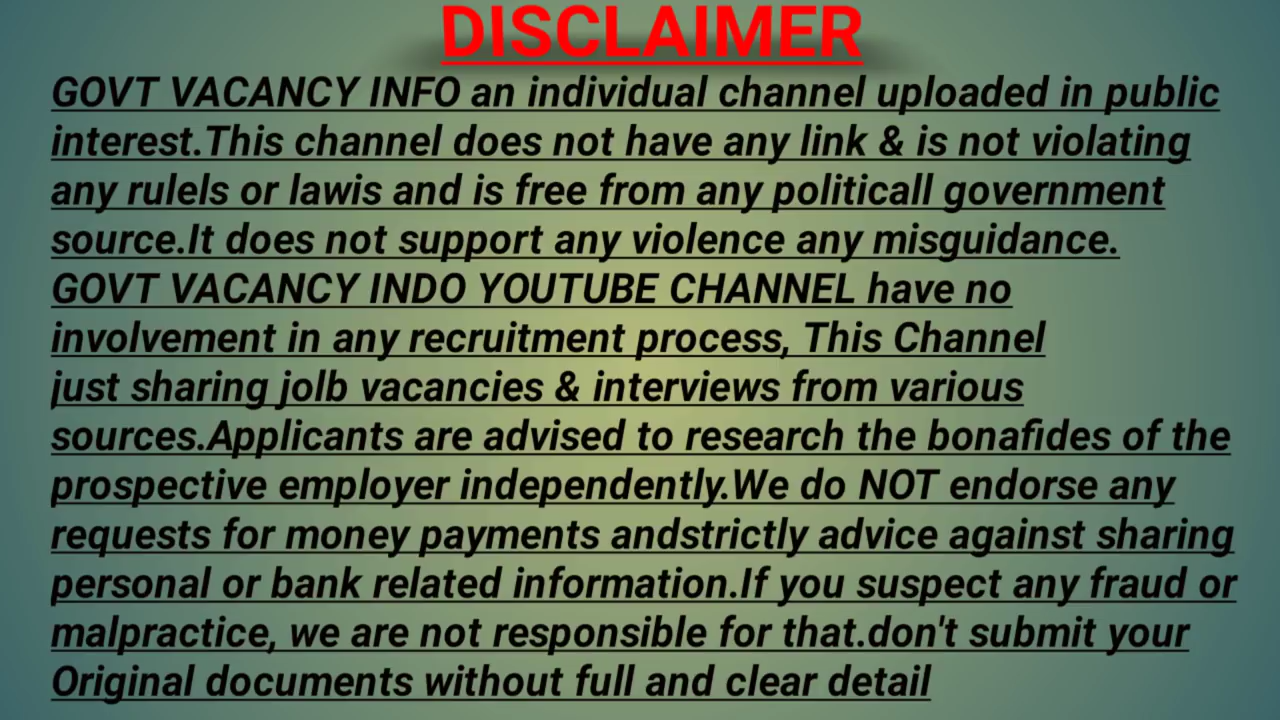 DISCLAIMER
GOVT VACANCY INFO an individual channel uploaded in public
interest.This channel does not have any link & is not violating
any rulels or lawis and is free from any politicall government
source.It does not support any violence any misguidance.
GOVT VACANCY INDO YOUTUBE CHANNEL have no
involvement in any recruitment process, This Channel
just sharing jolb vacancies & interviews from various
sources.Applicants are advised to research the bonafides of the
prospective employer independently.We do NOT endorse any
requests for money payments andstrictly advice against sharing
personal or bank related information.If you suspect any fraud or
malpractice, we are not responsible for that.don't submit your
Original documents without full and clear detail